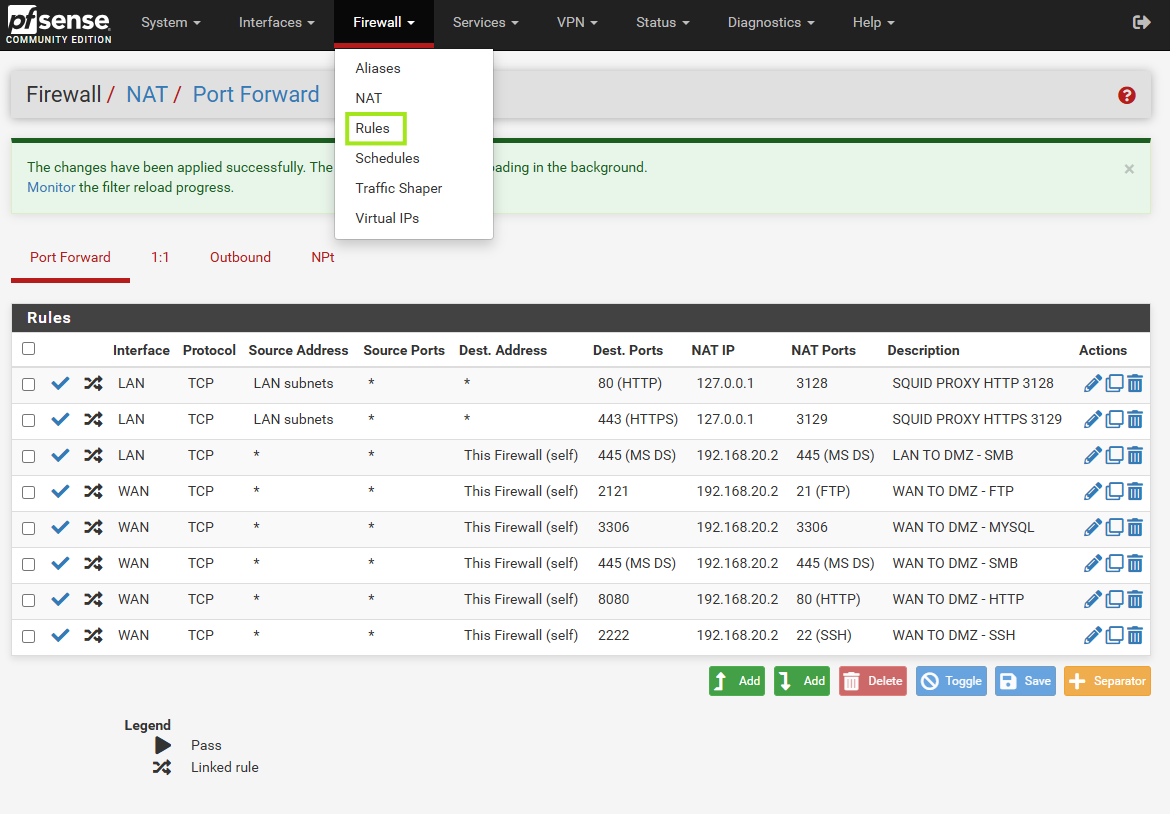 pfsense System Interfaces Firewall Services VPN Status Diagnostics Help
COMMUNITY EDITION
Aliases
NAT
Rules
Schedules
Traffic Shaper
Virtual IPs
Firewall / NAT / Port Forward
The changes have been applied successfully. The ading in the background. ×
Monitor the filter reload progress.
Port Forward 1:1 Outbound NPt
Rules
Interface Protocol Source Address Source Ports Dest. Address Dest. Ports NAT IP NAT Ports Description Actions
LAN TCP LAN subnets * * 80 (HTTP) 127.0.0.1 3128 SQUID PROXY HTTP 3128
LAN TCP LAN subnets * * 443 (HTTPS) 127.0.0.1 3129 SQUID PROXY HTTPS 3129
LAN TCP * * This Firewall (self) 445 (MS DS) 192.168.20.2 445 (MS DS) LAN TO DMZ - SMB
WAN TCP * * This Firewall (self) 2121 192.168.20.2 21 (FTP) WAN TO DMZ - FTP
WAN TCP * * This Firewall (self) 3306 192.168.20.2 3306 WAN TO DMZ - MYSQL
WAN TCP * * This Firewall (self) 445 (MS DS) 192.168.20.2 445 (MS DS) WAN TO DMZ - SMB
WAN TCP * * This Firewall (self) 8080 192.168.20.2 80 (HTTP) WAN TO DMZ - HTTP
WAN TCP * * This Firewall (self) 2222 192.168.20.2 22 (SSH) WAN TO DMZ - SSH
Add Add Delete Toggle Save Separator
Legend
Pass
Linked rule